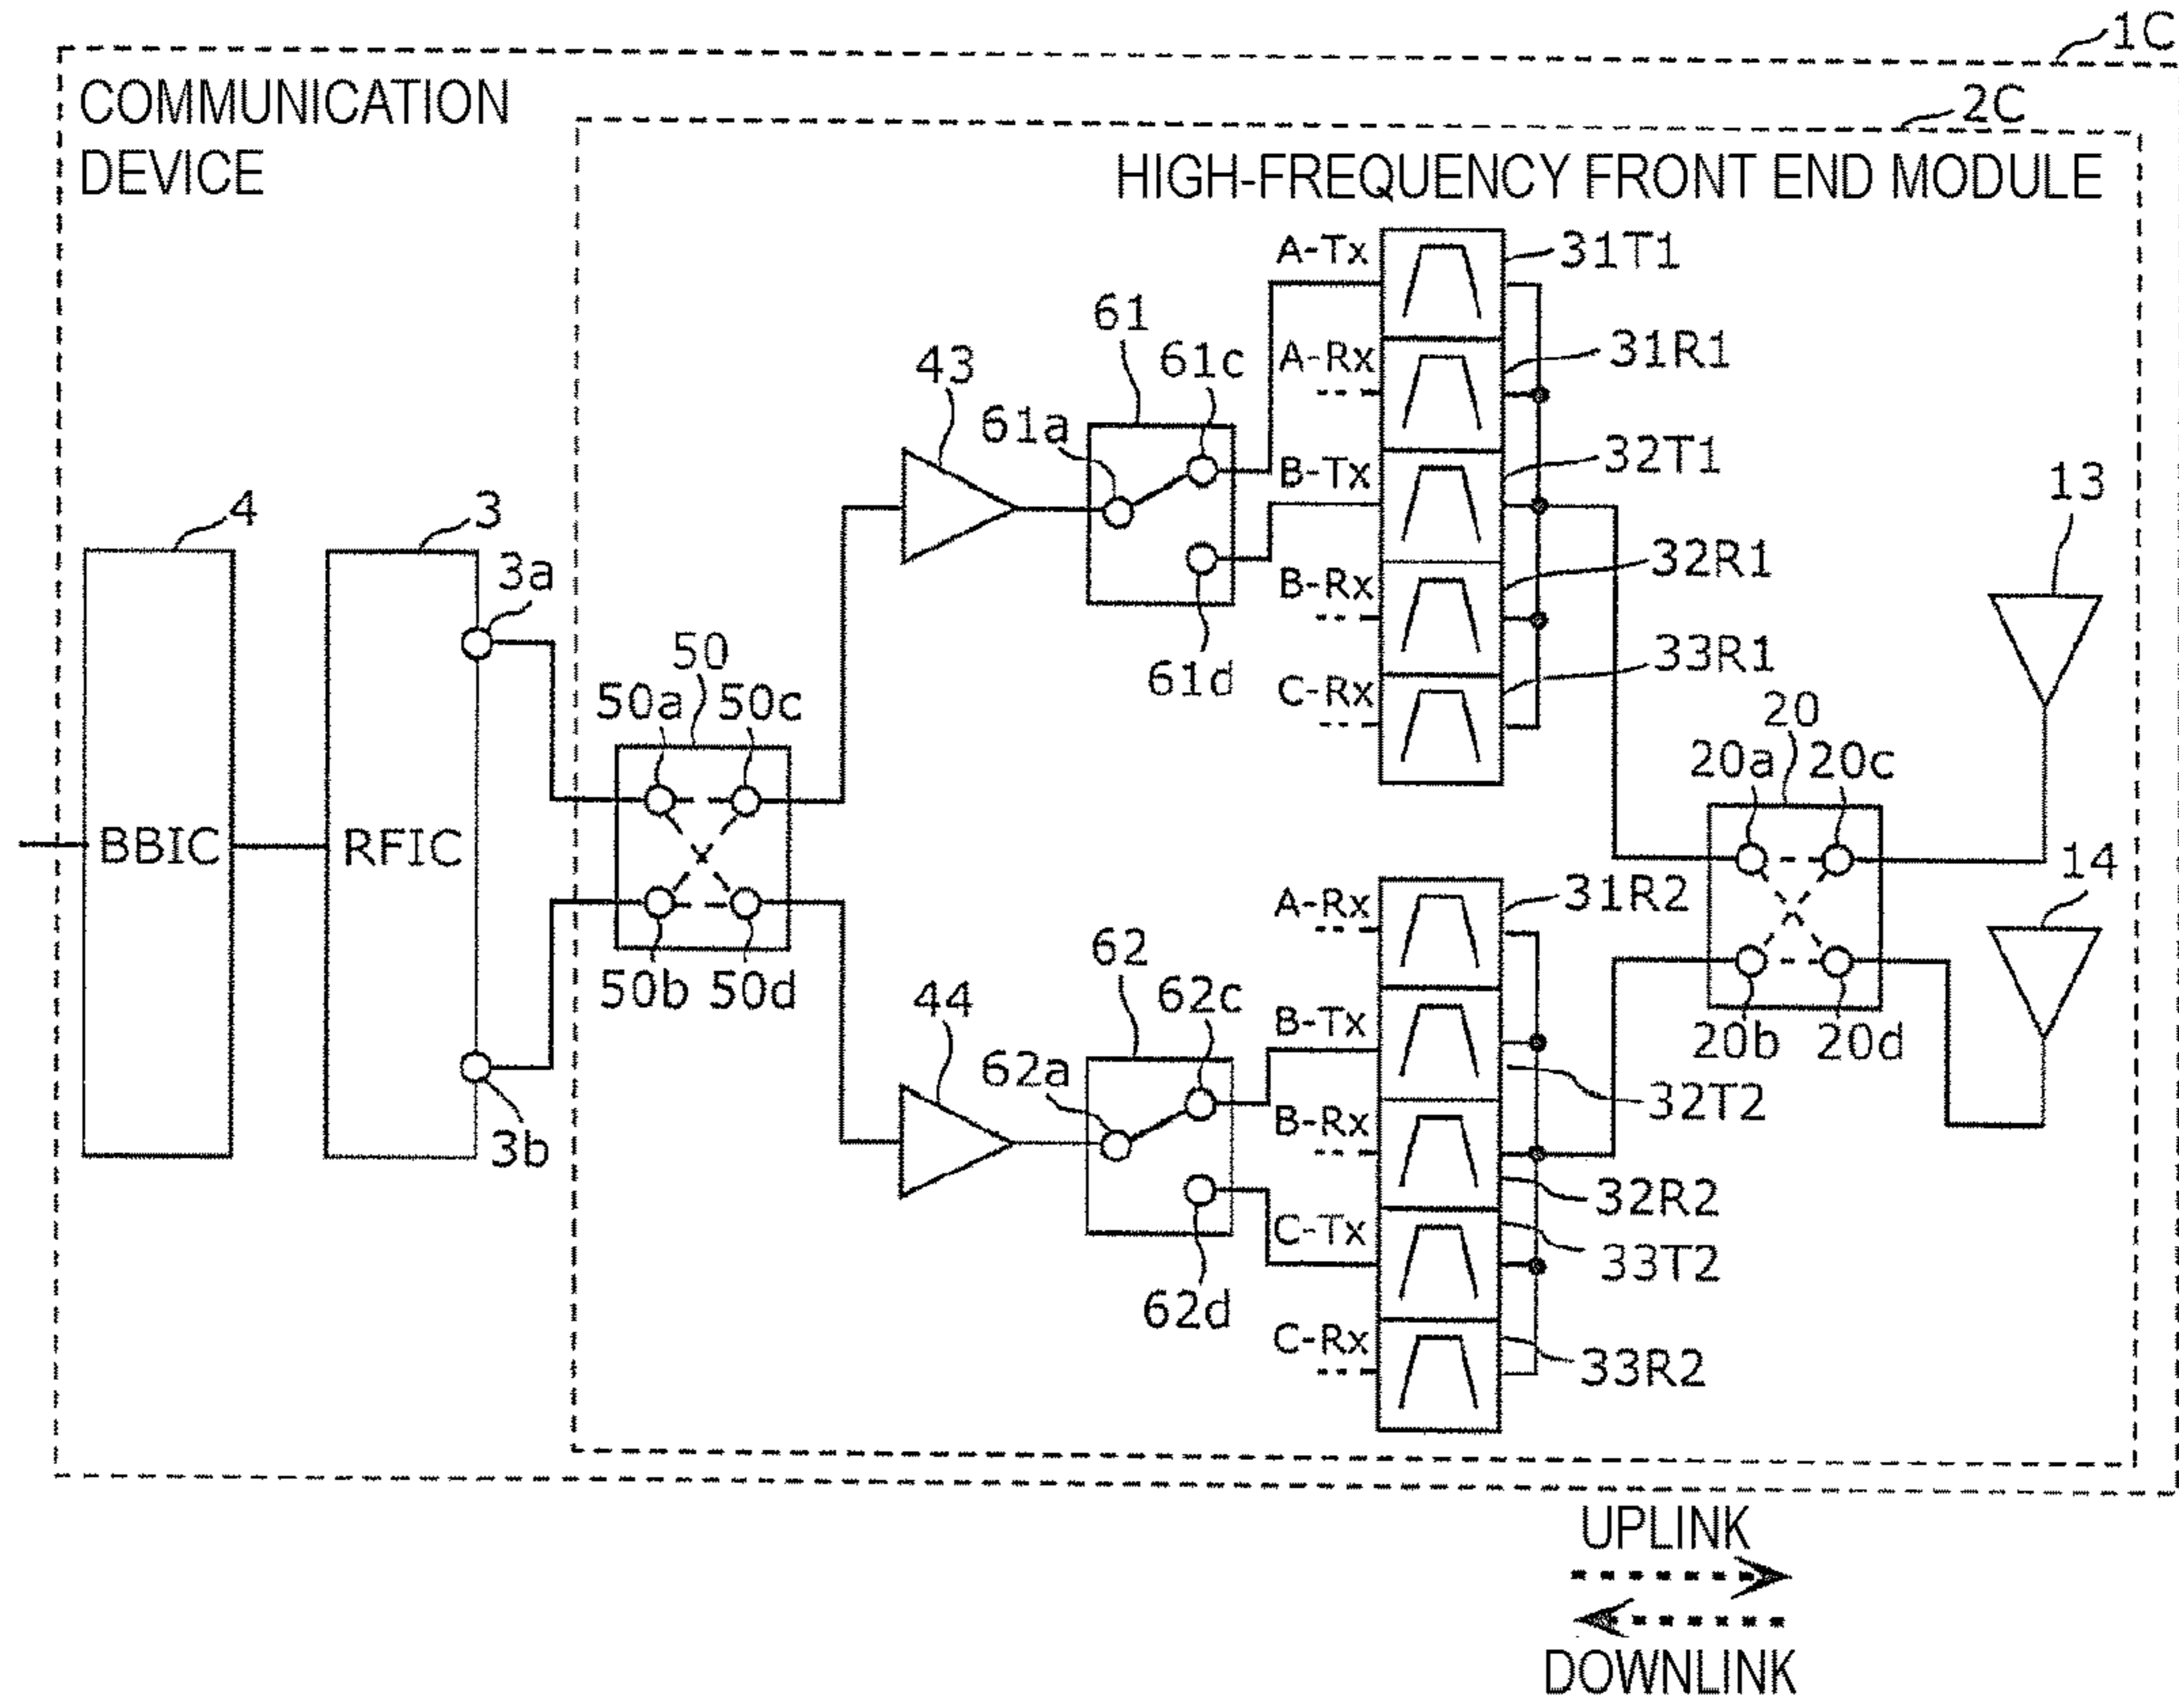 1C
COMMUNICATION
DEVICE
2C
HIGH-FREQUENCY FRONT END MODULE
A-Tx
31T1
61
43
61c
A-Rx
31R1
61a
B-Tx
32T1
13
4
3
3a
B-Rx
32R1
61d
C-Rx
33R1
50
50a
50c
20
20a
20c
BBIC
RFIC
14
A-Rx
31R2
50b
50d
62
44
62c
B-Tx
20b
20d
62a
32T2
3b
B-Rx
32R2
C-Tx
33T2
62d
C-Rx
33R2
UPLINK
DOWNLINK